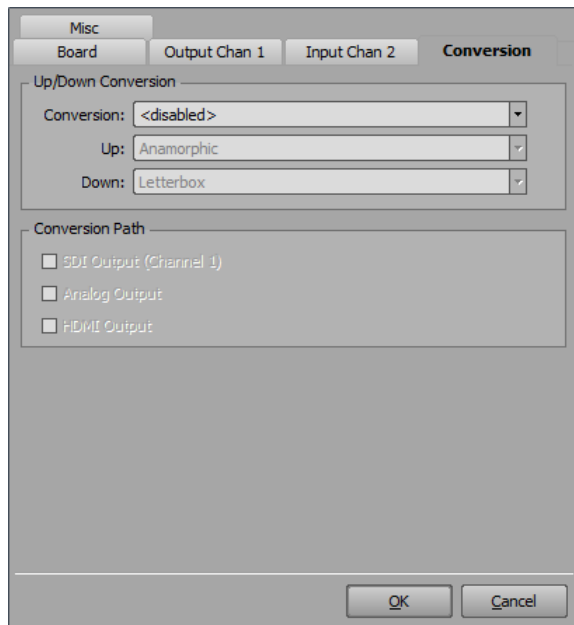 Misc
Board Output Chan 1 Input Chan 2 Conversion
Up/Down Conversion
Conversion: <disabled>
Up: Anamorphic
Down: Letterbox
Conversion Path
SDI Output (Channel 1)
Analog Output
HDMI Output
OK Cancel